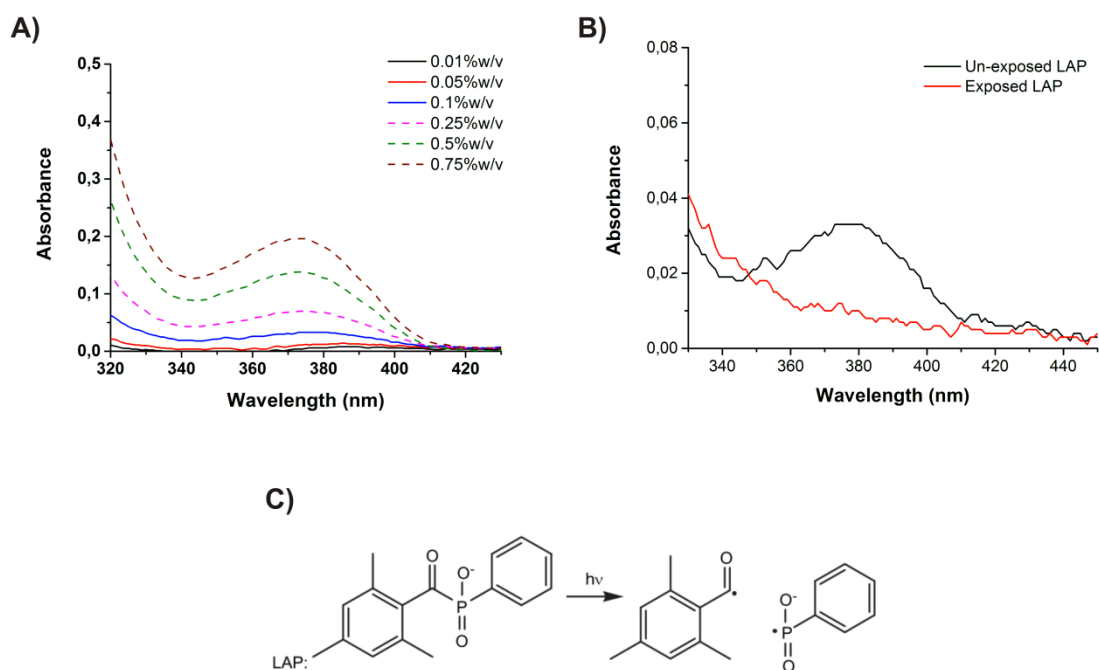 A)
0,5
0,4
0,3
0,2
0,1
0,0
Absorbance
320 340 360 380 400 420
Wavelength (nm)
0.01%w/v
0.05%w/v
0.1%w/v
0.25%w/v
0.5%w/v
0.75%w/v
B)
0,08
0,06
0,04
0,02
0,00
Absorbance
340 360 380 400 420 440
Wavelength (nm)
Un-exposed LAP
Exposed LAP
C)
O O-
P
O
LAP:
hν
O
O-
P
O